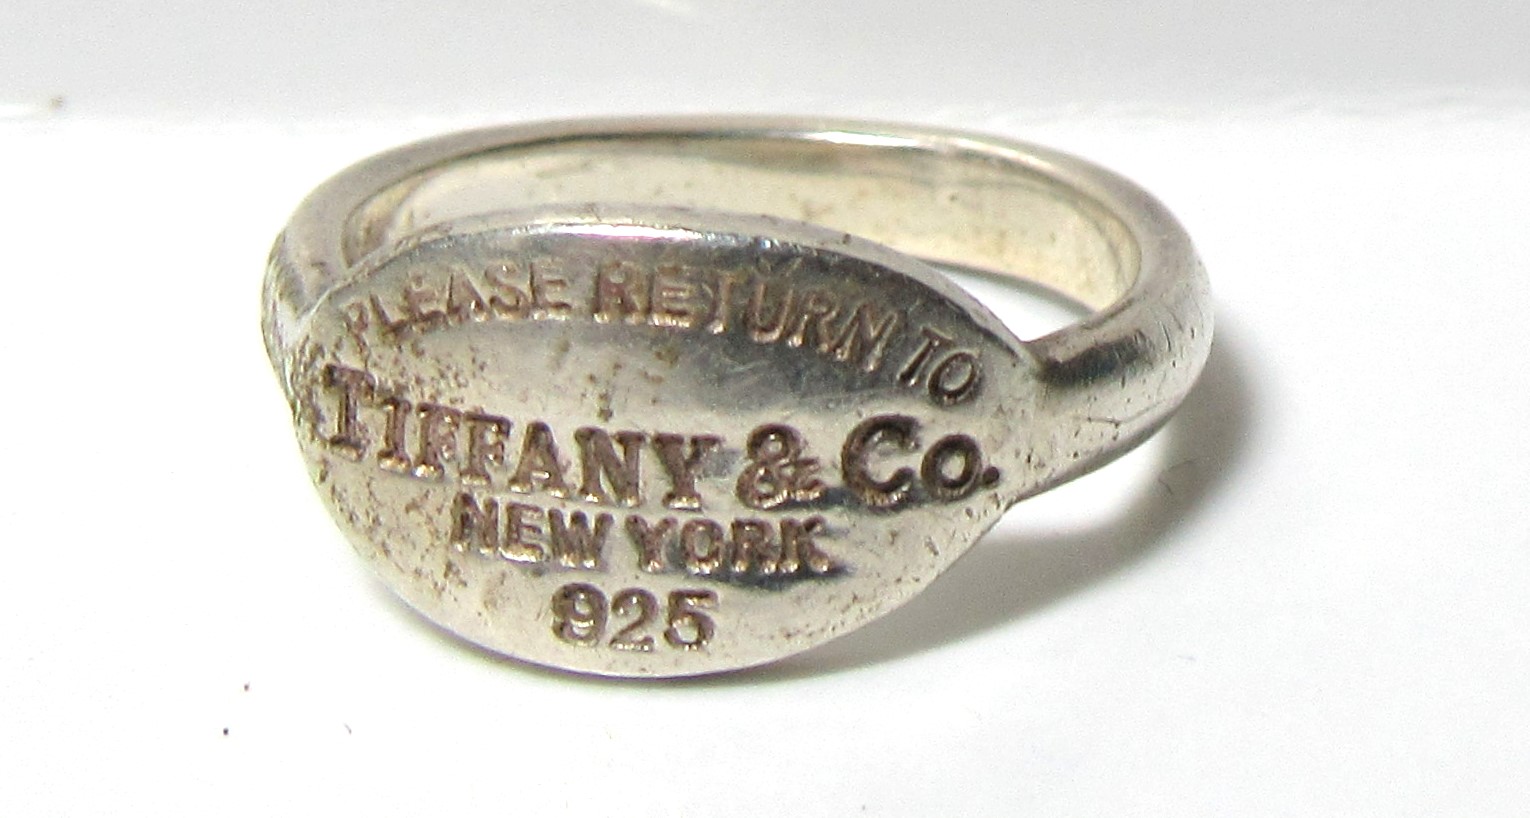 PLEASE RETURN TO
TIFFANY & Co.
NEW YORK
925